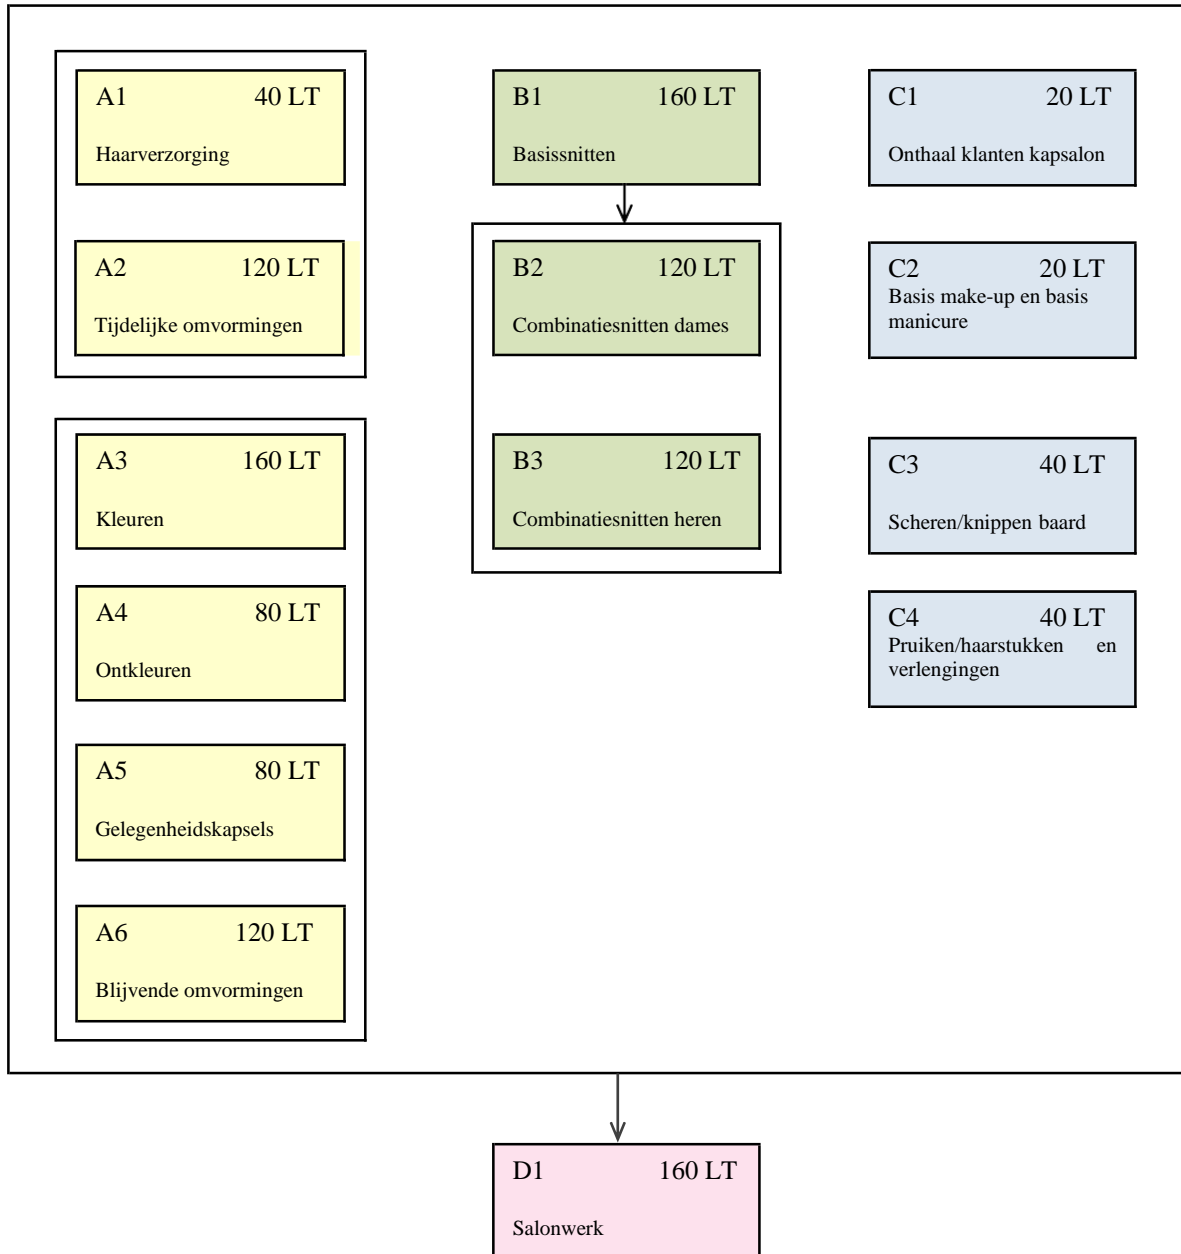 A1 40 LT
Haarverzorging
A2 120 LT
Tijdelijke omvormingen
A3 160 LT
Kleuren
A4 80 LT
Ontkleuren
A5 80 LT
Gelegenheidskapsels
A6 120 LT
Blijvende omvormingen
B1 160 LT
Basissnitten
B2 120 LT
Combinatiesnitten dames
B3 120 LT
Combinatiesnitten heren
C1 20 LT
Onthaal klanten kapsalon
C2 20 LT
Basis make-up en basis
manicure
C3 40 LT
Scheren/knippen baard
C4 40 LT
Pruiken/haarstukken en
verlengingen
D1 160 LT
Salonwerk